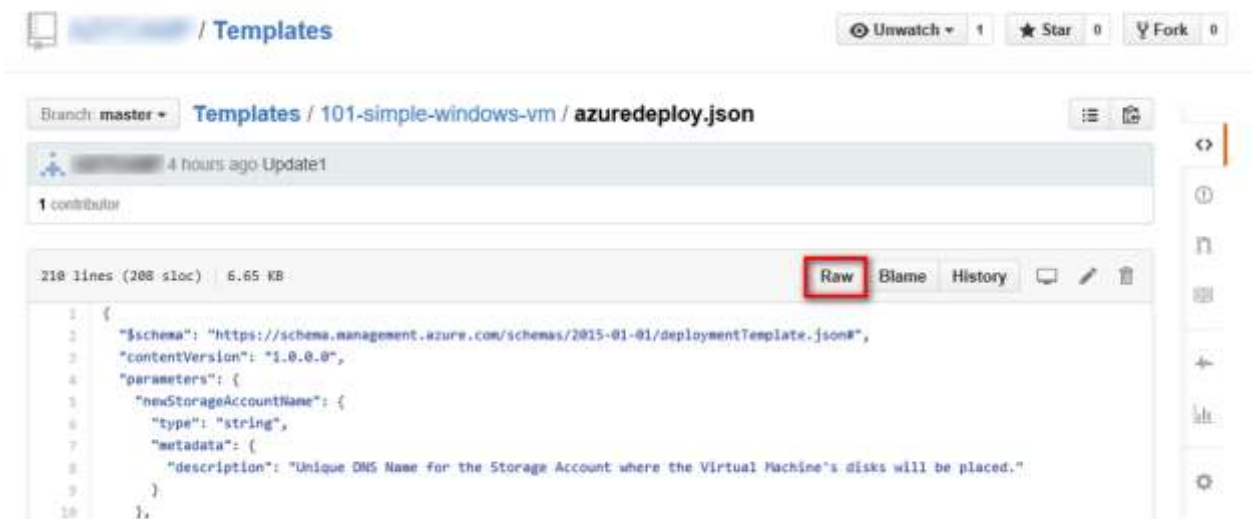 / Templates
Unwatch 1 Star 0 Fork 0
Branch: master Templates / 101-simple-windows-vm / azuredeploy.json
4 hours ago Update1
1 contributor
210 lines (208 sloc) 6.65 KB Raw Blame History
1 {
2 "$schema": "https://schema.management.azure.com/schemas/2015-01-01/deploymentTemplate.json#",
3 "contentVersion": "1.0.0.0",
4 "parameters": {
5 "newStorageAccountName": {
6 "type": "string",
7 "metadata": {
8 "description": "Unique DNS Name for the Storage Account where the Virtual Machine's disks will be placed."
9 }
10 },